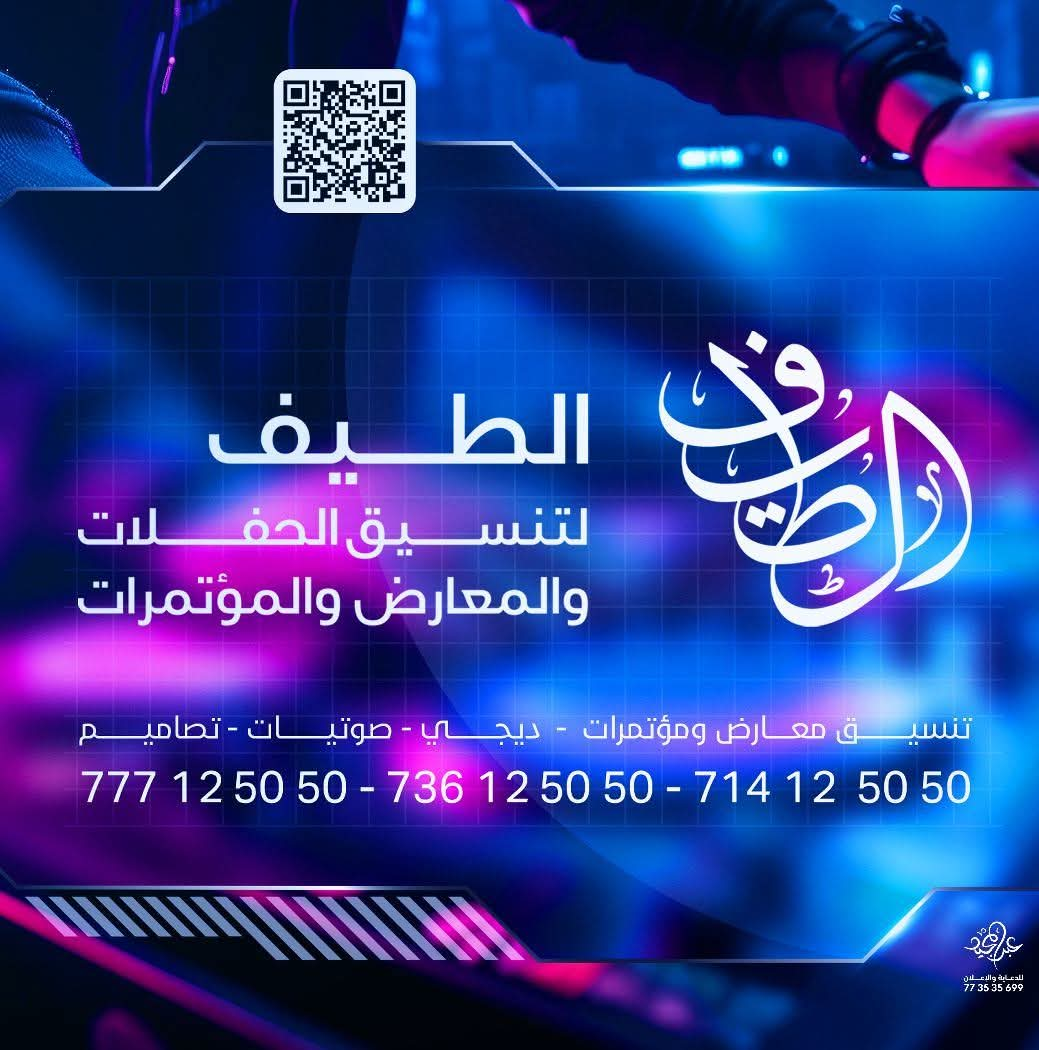 الطيف
الطيف
لتنسيق الحفلات
والمعارض والمؤتمرات
تنسيق معارض ومؤتمرات - ديجي - صوتيات - تصاميم
777 12 50 50 - 736 12 50 50 - 714 12 50 50
للدعاية والإعلان
77 35 35 699